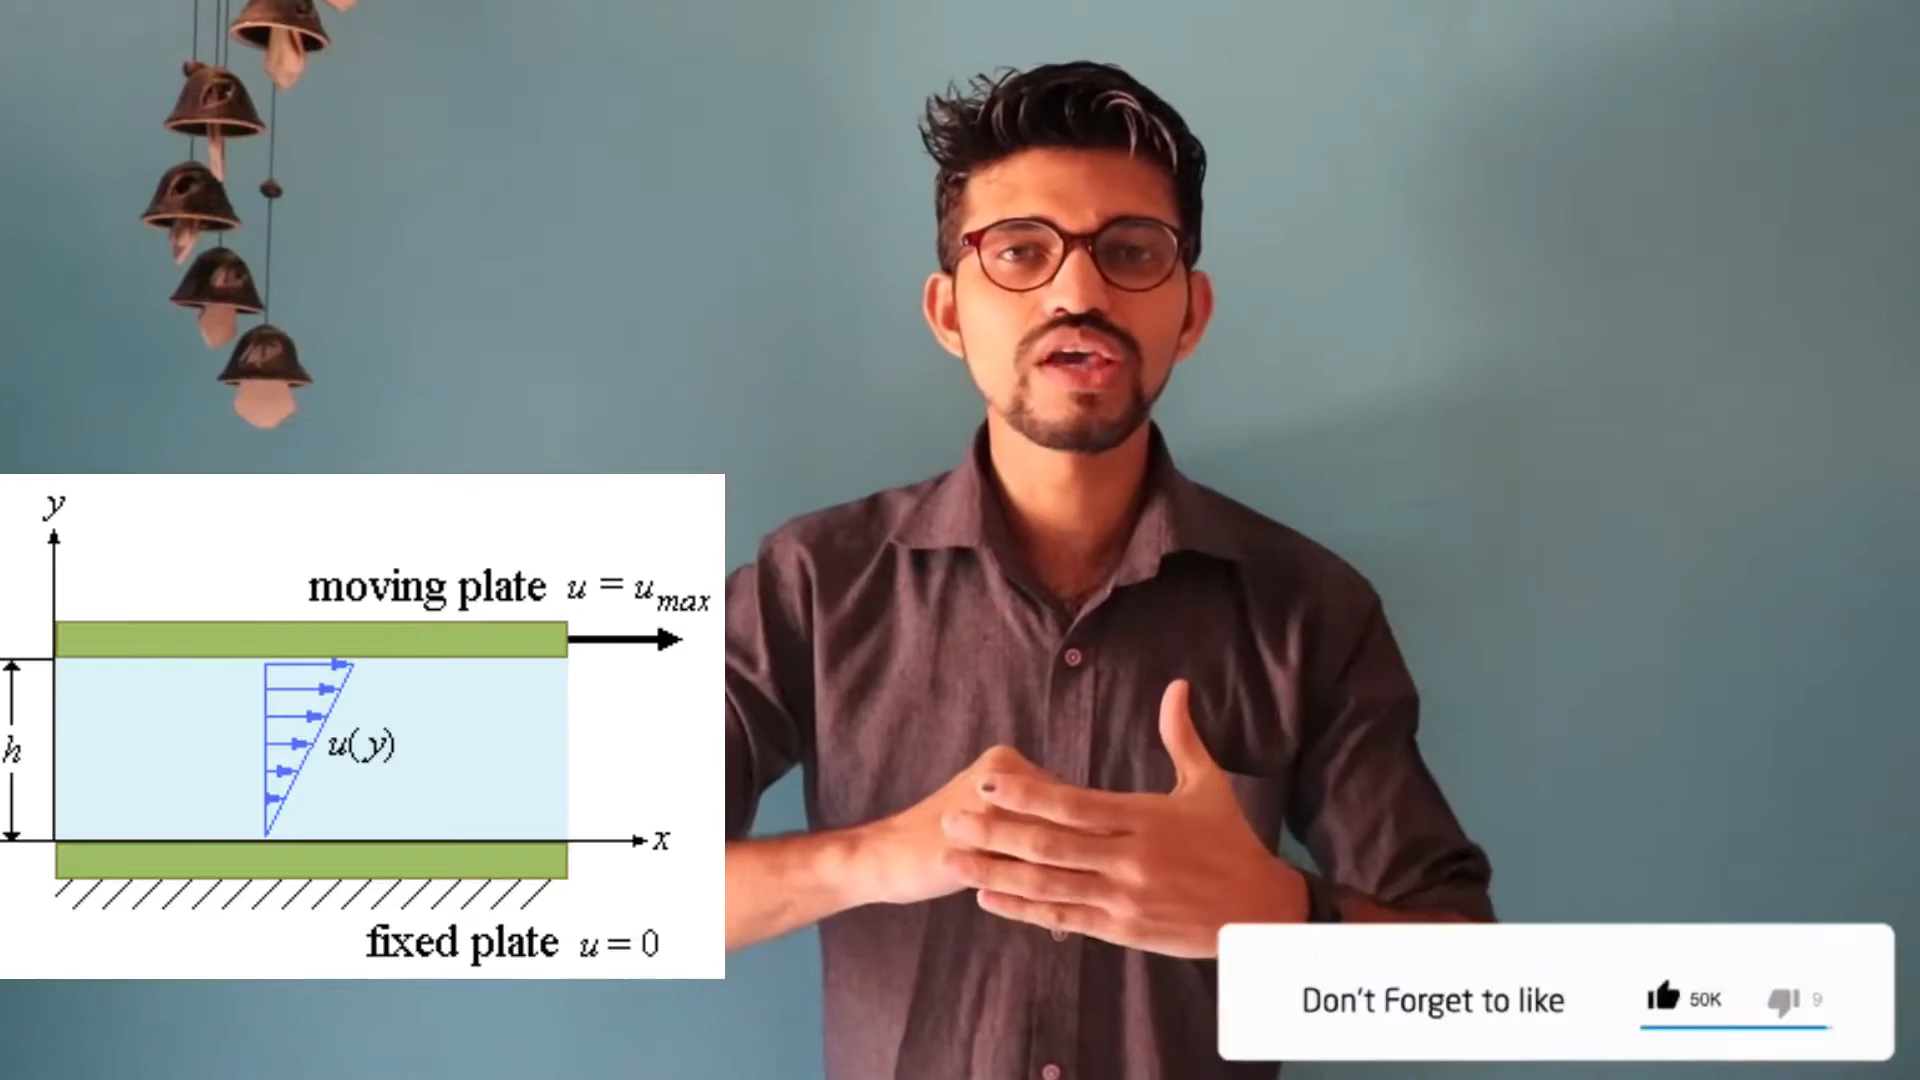 y
moving plate u = u_max
h
u(y)
x
fixed plate u = 0
Don't Forget to like 50K 9